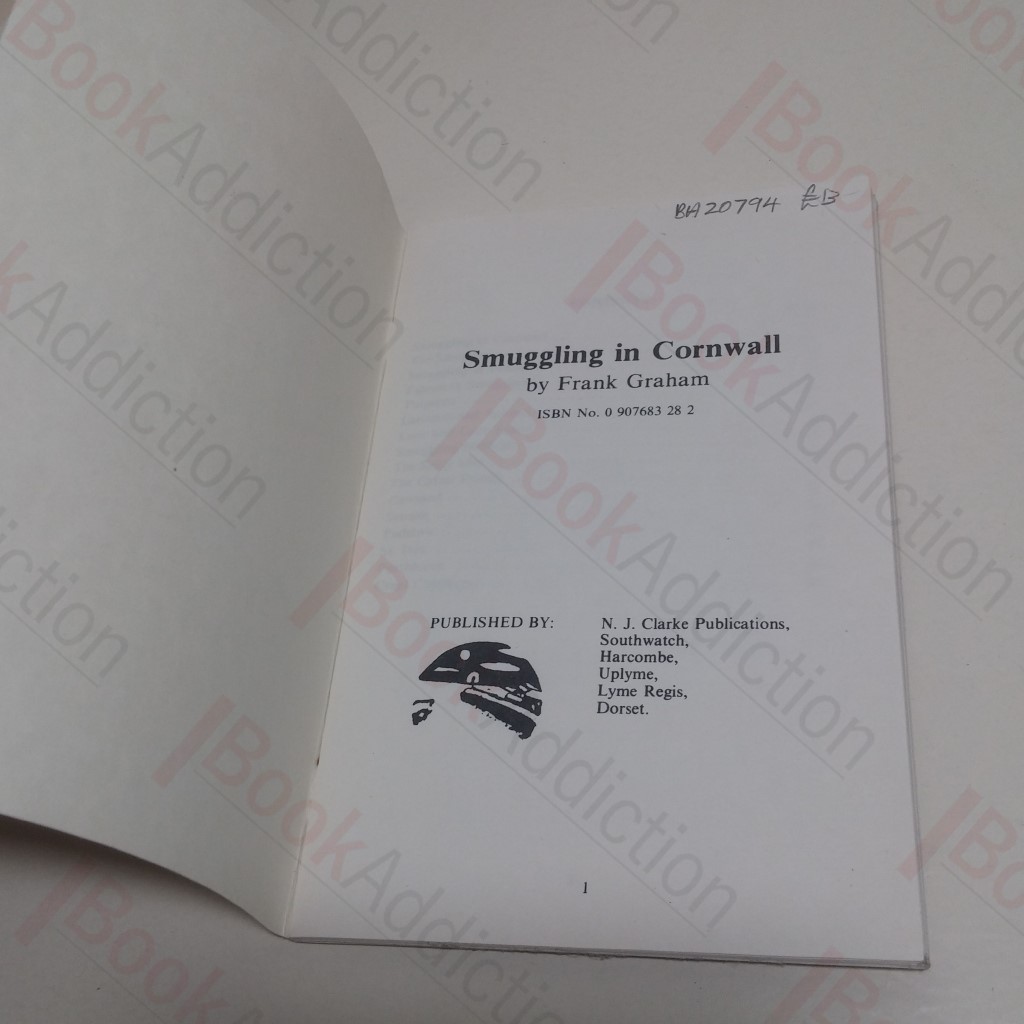 BA20794 £13
Smuggling in Cornwall
by Frank Graham
ISBN No. 0 907683 28 2
PUBLISHED BY:
N. J. Clarke Publications,
Southwatch,
Harcombe,
Uplyme,
Lyme Regis,
Dorset.
1
BookAddiction